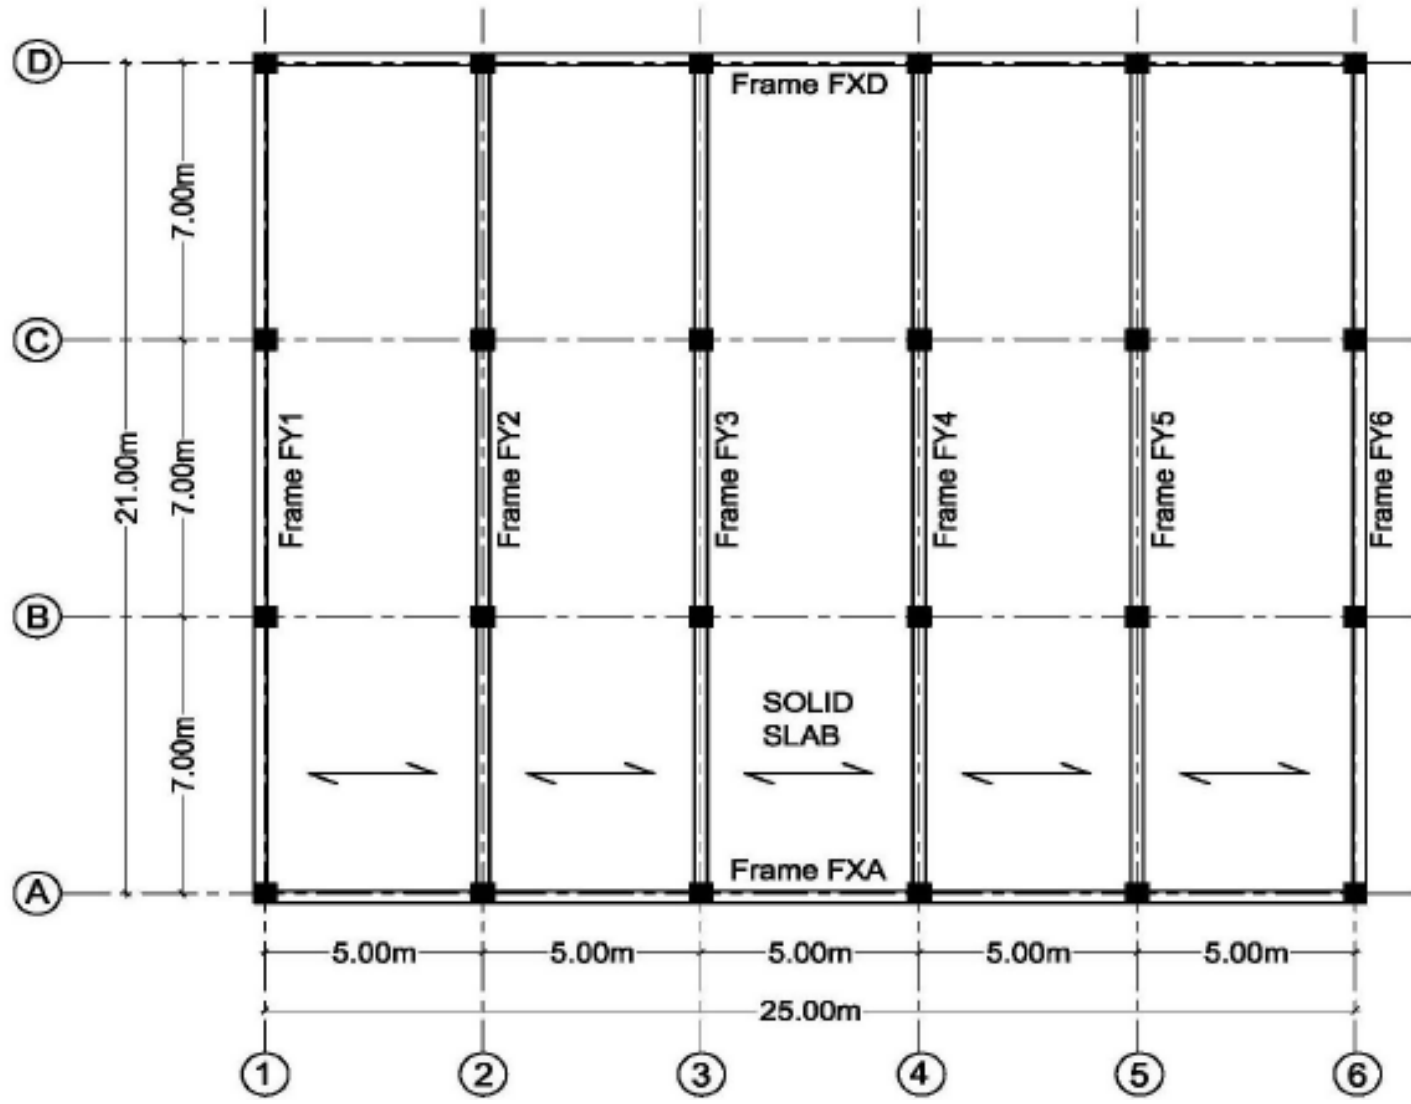 D
Frame FXD
7.00m
C
21.00m
7.00m
Frame FY1
Frame FY2
Frame FY3
Frame FY4
Frame FY5
Frame FY6
B
7.00m
SOLID
SLAB
A
Frame FXA
5.00m
5.00m
5.00m
5.00m
5.00m
25.00m
1
2
3
4
5
6